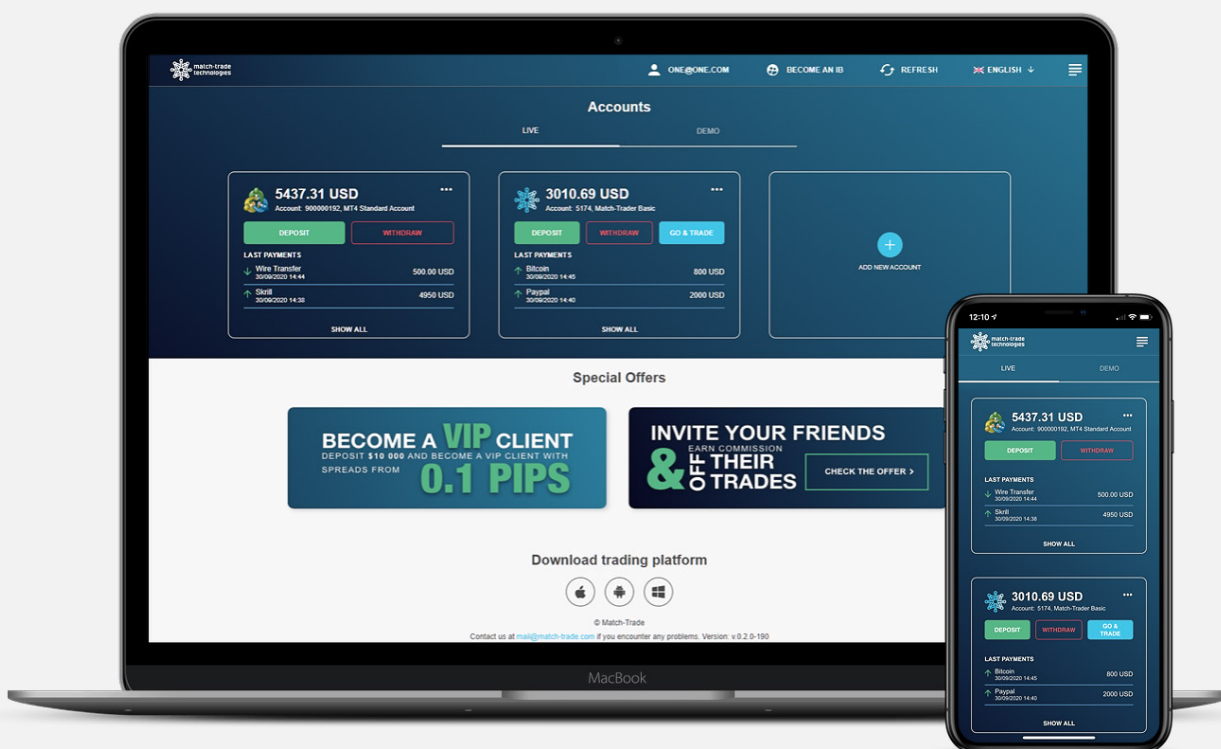 match-trade
technologies
ONE@ONE.COM
BECOME AN IB
REFRESH
ENGLISH
Accounts
LIVE
DEMO
5437.31 USD
Account: 900000192, MT4 Standard Account
DEPOSIT
WITHDRAW
LAST PAYMENTS
Wire Transfer
30/09/2020 14:44
500.00 USD
Skrill
30/09/2020 14:38
4950 USD
SHOW ALL
3010.69 USD
Account: 5174, Match-Trader Basic
DEPOSIT
WITHDRAW
GO & TRADE
LAST PAYMENTS
Bitcoin
30/09/2020 14:45
800 USD
Paypal
30/09/2020 14:40
2000 USD
SHOW ALL
ADD NEW ACCOUNT
Special Offers
BECOME A VIP CLIENT
DEPOSIT $10 000 AND BECOME A VIP CLIENT WITH
SPREADS FROM
0.1 PIPS
INVITE YOUR FRIENDS
& EARN COMMISSION
OFF THEIR
TRADES
CHECK THE OFFER >
Download trading platform
© Match-Trade
Contact us at mail@match-trade.com if you encounter any problems. Version: v.0.2.0-190
MacBook
12:10
match-trade
technologies
LIVE
DEMO
5437.31 USD
Account: 900000192, MT4 Standard Account
DEPOSIT
WITHDRAW
LAST PAYMENTS
Wire Transfer
30/09/2020 14:44
500.00 USD
Skrill
30/09/2020 14:38
4950 USD
SHOW ALL
3010.69 USD
Account: 5174, Match-Trader Basic
DEPOSIT
WITHDRAW
GO &
TRADE
LAST PAYMENTS
Bitcoin
30/09/2020 14:45
800 USD
Paypal
30/09/2020 14:40
2000 USD
SHOW ALL